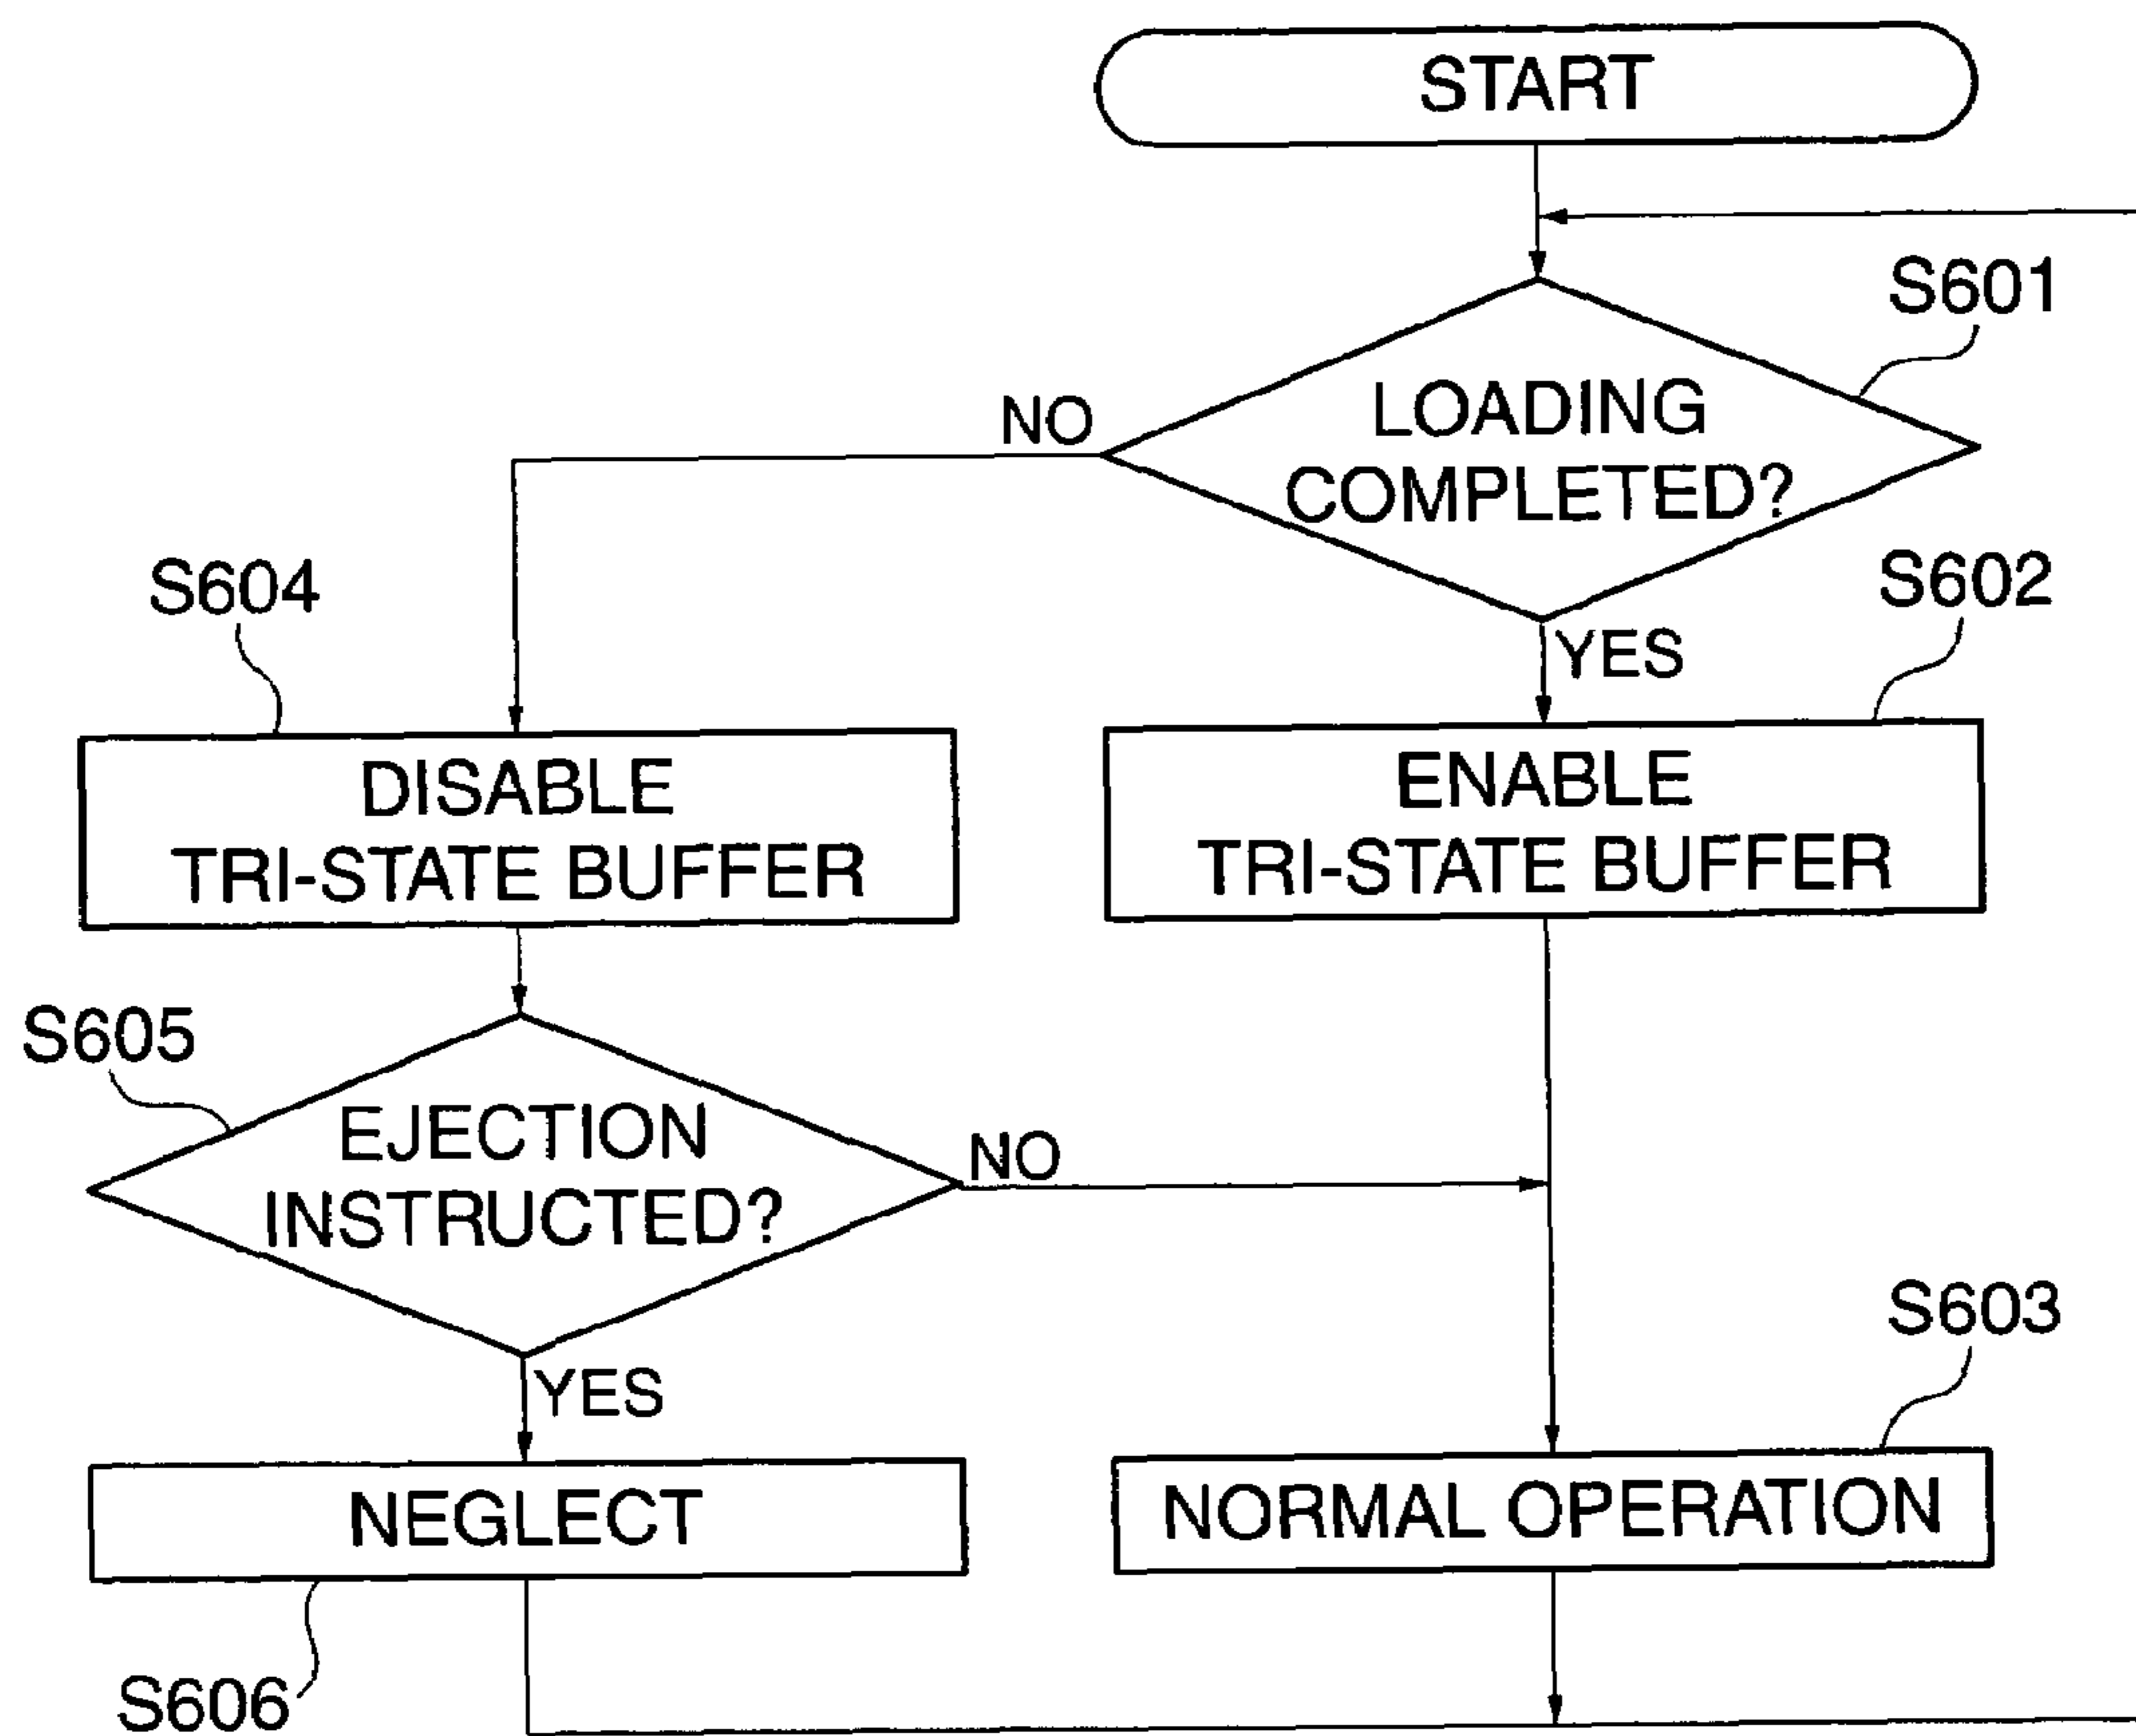 START
S601
LOADING
COMPLETED?
NO
YES
S602
S604
DISABLE
TRI-STATE BUFFER
ENABLE
TRI-STATE BUFFER
S605
EJECTION
INSTRUCTED?
NO
YES
S603
NEGLECT
NORMAL OPERATION
S606